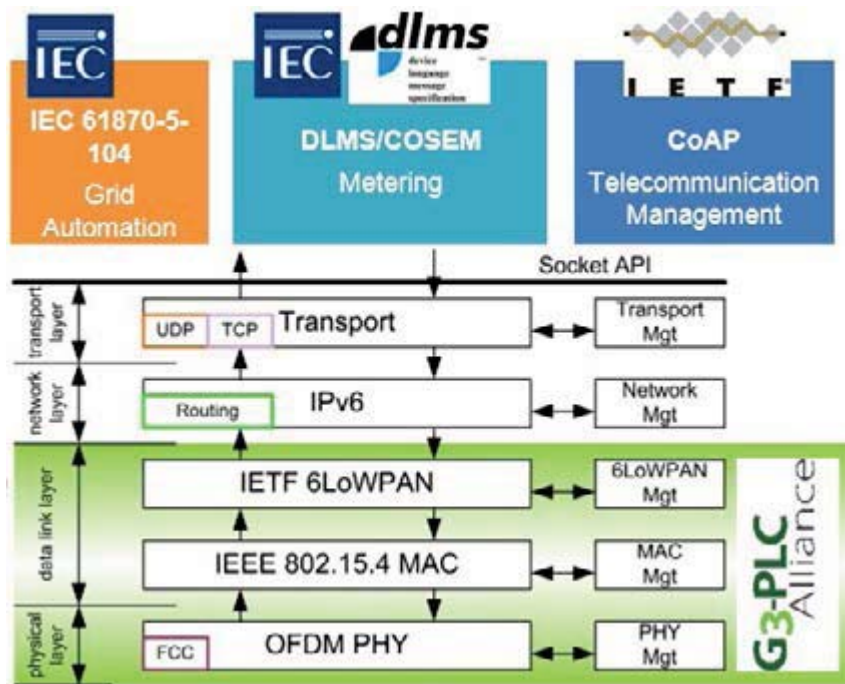 IEC
IEC
dlms
device
language
message
specification
I E T F®
IEC 61870-5-
104
Grid
Automation
DLMS/COSEM
Metering
CoAP
Telecommunication
Management
Socket API
transport
layer
UDP
TCP
Transport
Transport
Mgt
network
layer
Routing
IPv6
Network
Mgt
data link layer
IETF 6LoWPAN
6LoWPAN
Mgt
IEEE 802.15.4 MAC
MAC
Mgt
physical
layer
FCC
OFDM PHY
PHY
Mgt
G3-PLC
Alliance